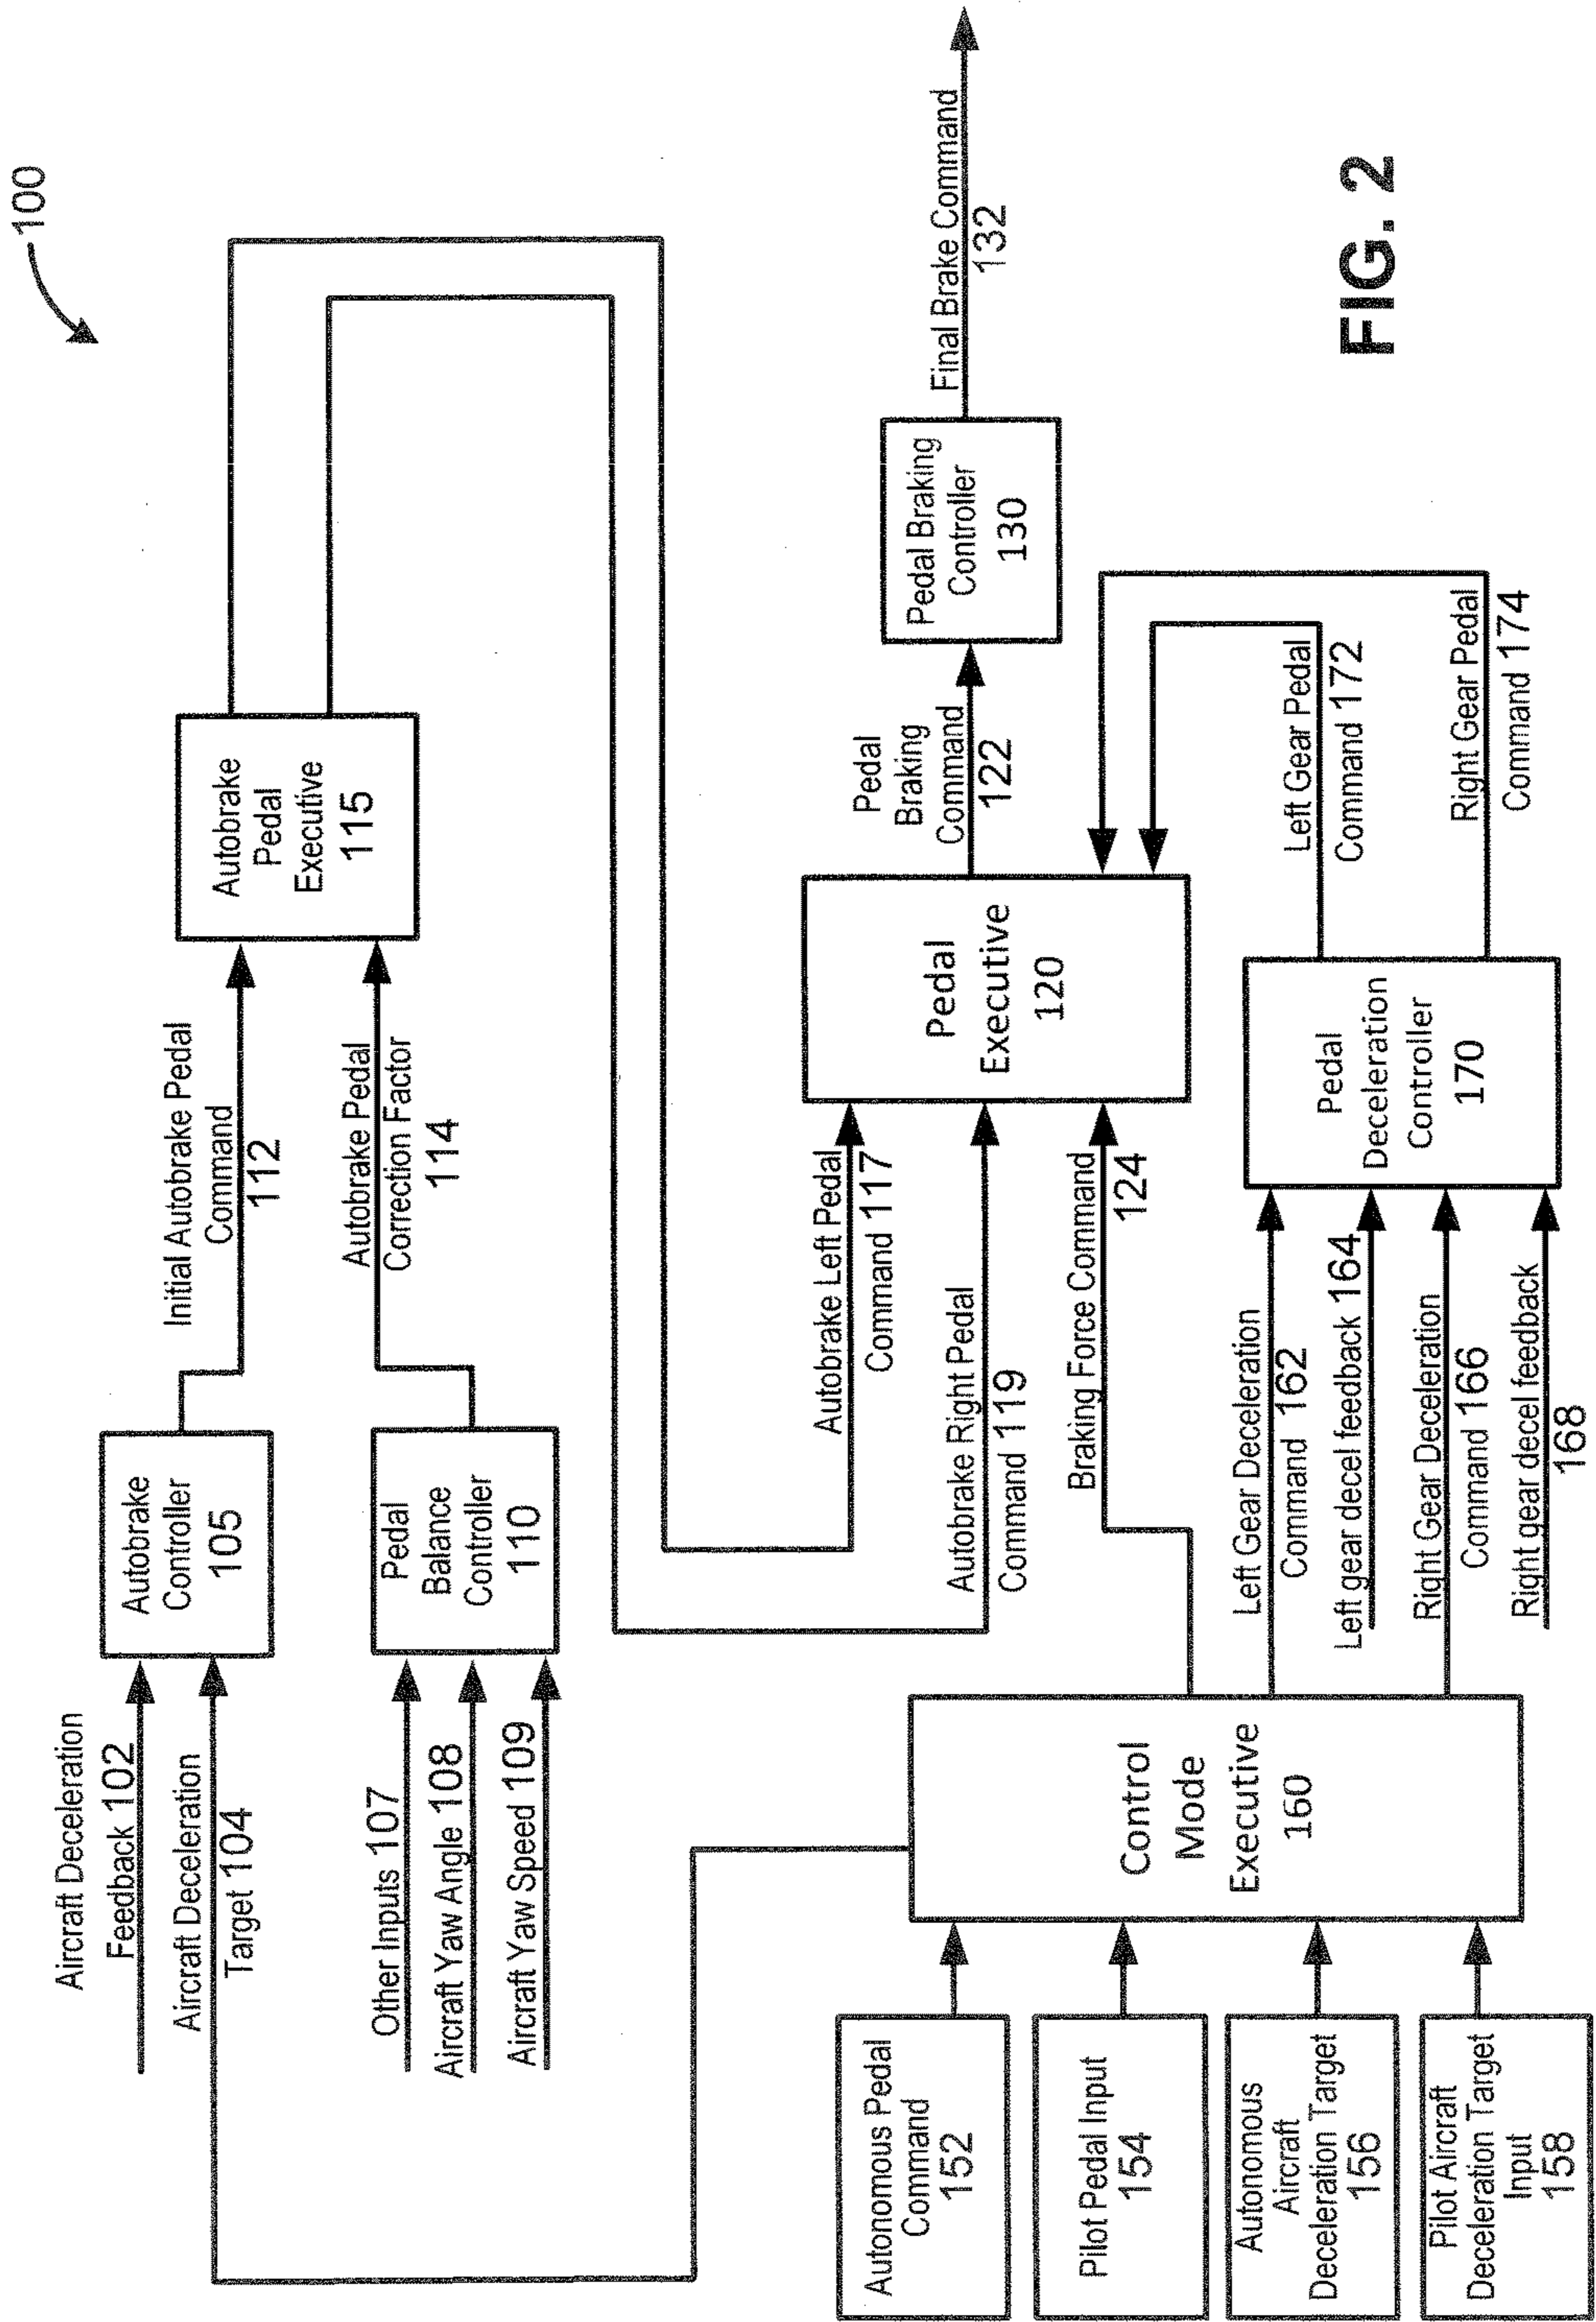 100
Aircraft Deceleration
Feedback 102
Aircraft Deceleration
Target 104
Autobrake
Controller
105
Initial Autobrake Pedal
Command
112
Other Inputs 107
Aircraft Yaw Angle 108
Aircraft Yaw Speed 109
Pedal
Balance
Controller
110
Autobrake Pedal
Correction Factor
114
Autobrake
Pedal
Executive
115
Autobrake Left Pedal
Command 117
Autobrake Right Pedal
Command 119
Braking Force Command
124
Pedal
Executive
120
Pedal
Braking
Command
122
Pedal Braking
Controller
130
Final Brake Command
132
Autonomous Pedal
Command
152
Pilot Pedal Input
154
Autonomous
Aircraft
Deceleration Target
156
Pilot Aircraft
Deceleration Target
Input
158
Control
Mode
Executive
160
Left Gear Deceleration
Command 162
Left gear decel feedback 164
Right Gear Deceleration
Command 166
Right gear decel feedback
168
Pedal
Deceleration
Controller
170
Left Gear Pedal
Command 172
Right Gear Pedal
Command 174
FIG. 2